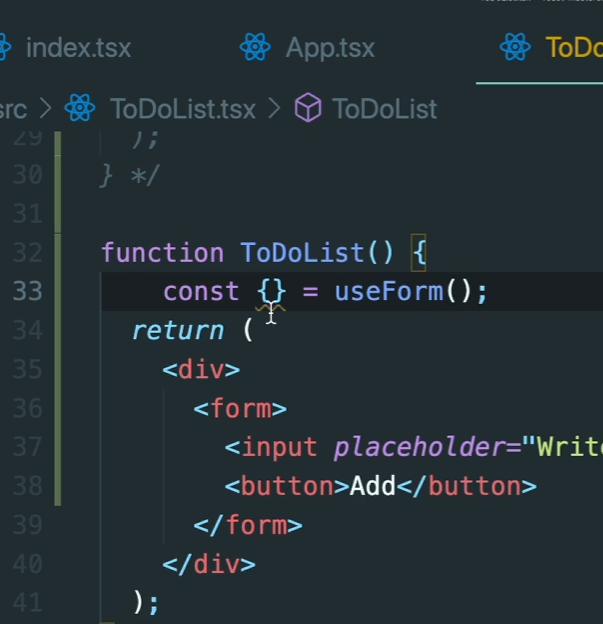 index.tsx App.tsx ToDo
src > ToDoList.tsx > ToDoList
29 );
30 } */
31
32 function ToDoList() {
33 const {} = useForm();
34 return (
35 <div>
36 <form>
37 <input placeholder="Write
38 <button>Add</button>
39 </form>
40 </div>
41 );